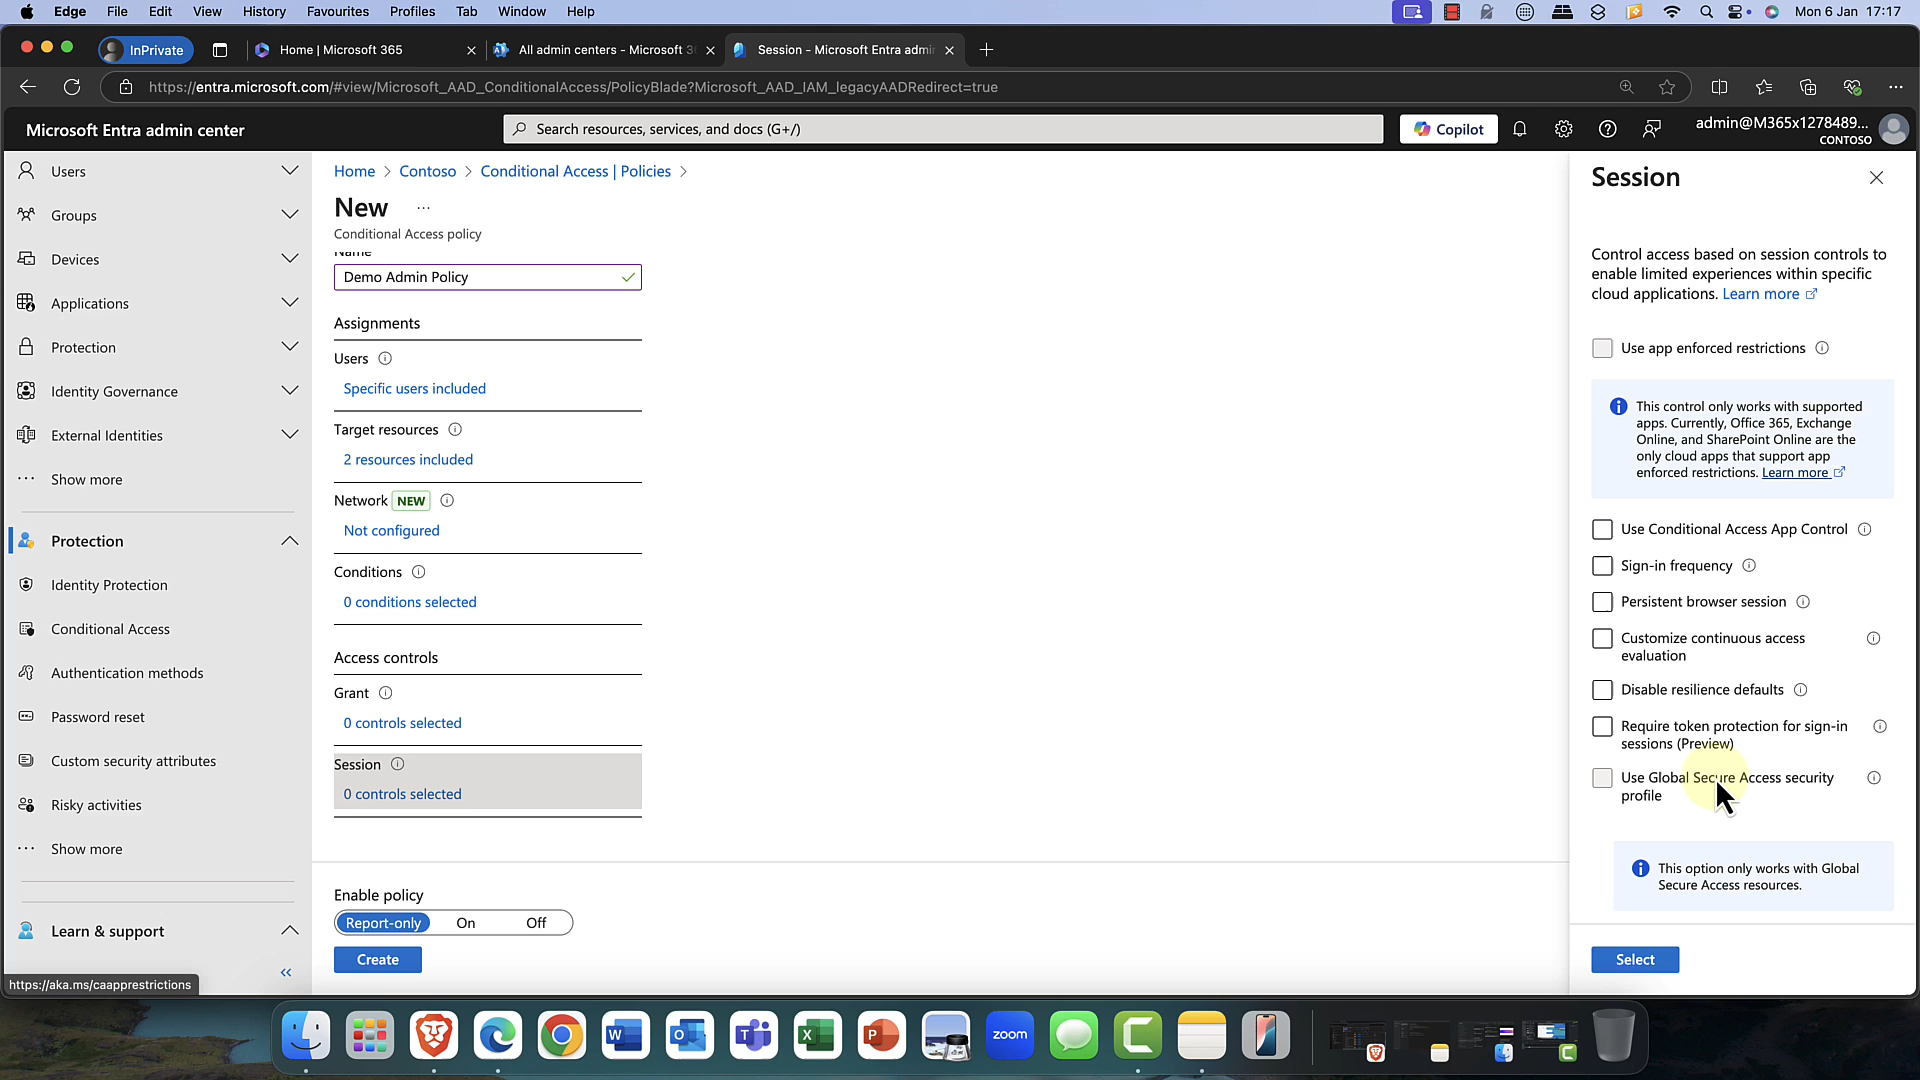 Edge File Edit View History Favourites Profiles Tab Window Help Mon 6 Jan 17:17
InPrivate Home | Microsoft 365 All admin centers - Microsoft 3 Session - Microsoft Entra admi
https://entra.microsoft.com/#view/Microsoft_AAD_ConditionalAccess/PolicyBlade?Microsoft_AAD_IAM_legacyAADRedirect=true
Microsoft Entra admin center
Search resources, services, and docs (G+/)
Copilot
admin@M365x1278489...
CONTOSO
Users
Groups
Devices
Applications
Protection
Identity Governance
External Identities
Show more
Protection
Identity Protection
Conditional Access
Authentication methods
Password reset
Custom security attributes
Risky activities
Show more
Learn & support
https://aka.ms/caapprestrictions
Home > Contoso > Conditional Access | Policies >
New ...
Conditional Access policy
Name
Demo Admin Policy
Assignments
Users
Specific users included
Target resources
2 resources included
Network NEW
Not configured
Conditions
0 conditions selected
Access controls
Grant
0 controls selected
Session
0 controls selected
Enable policy
Report-only On Off
Create
Session
Control access based on session controls to
enable limited experiences within specific
cloud applications. Learn more
Use app enforced restrictions
This control only works with supported
apps. Currently, Office 365, Exchange
Online, and SharePoint Online are the
only cloud apps that support app
enforced restrictions. Learn more
Use Conditional Access App Control
Sign-in frequency
Persistent browser session
Customize continuous access
evaluation
Disable resilience defaults
Require token protection for sign-in
sessions (Preview)
Use Global Secure Access security
profile
This option only works with Global
Secure Access resources.
Select
zoom